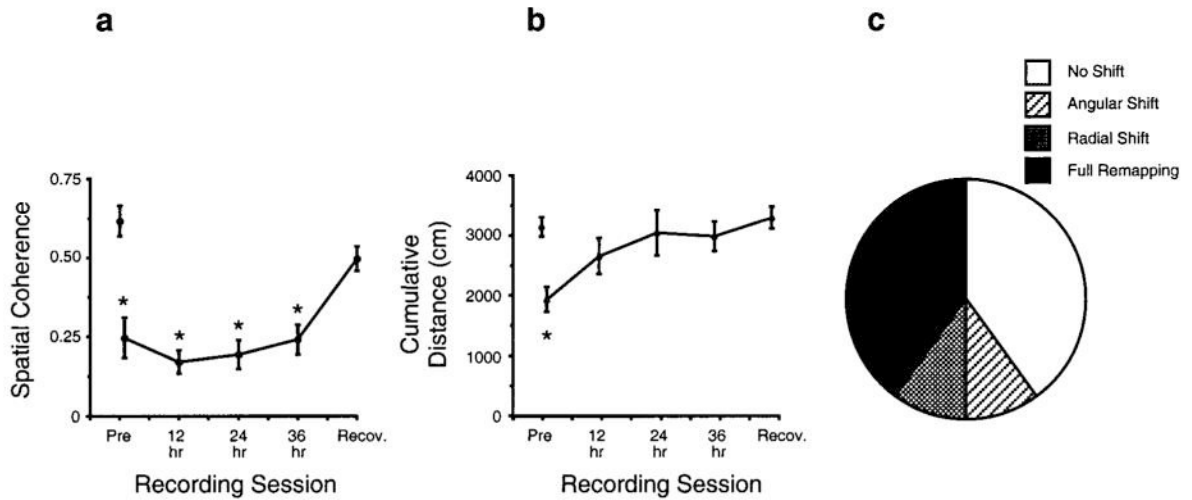 a
b
c
No Shift
Angular Shift
Radial Shift
Full Remapping
Spatial Coherence
0.75
0.50
0.25
0
*
*
*
*
Pre
12
hr
24
hr
36
hr
Recov.
Recording Session
Cumulative
Distance (cm)
4000
3000
2000
1000
0
*
Pre
12
hr
24
hr
36
hr
Recov.
Recording Session